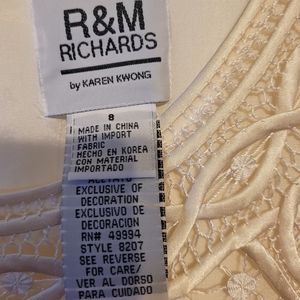 R&M
RICHARDS
by KAREN KWONG
8
MADE IN CHINA
WITH IMPORT
FABRIC
HECHO EN KOREA
CON MATERIAL
IMPORTADO
ACETATO
EXCLUSIVE OF
DECORATION
EXCLUSIVO DE
DECORACION
RN# 49994
STYLE 8207
SEE REVERSE
FOR CARE/
VER AL DORSO
PARA CUIDADO